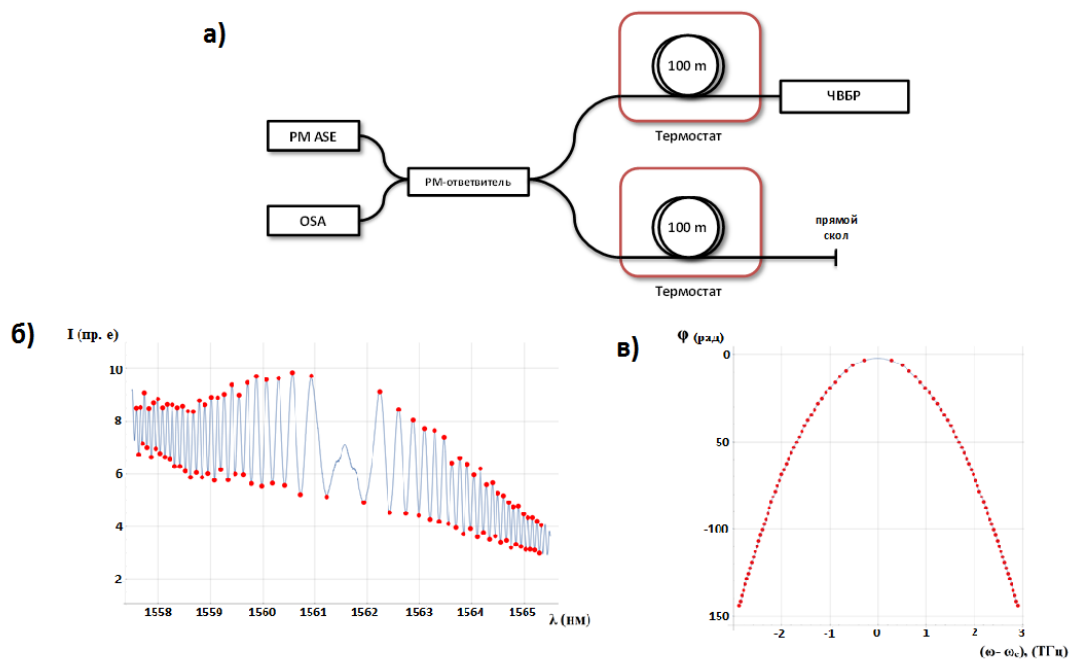 а)
100 m
Термостат
ЧВБР
PM ASE
РМ-ответвитель
OSA
100 m
Термостат
прямой
скол
б)
I (пр. е)
10
8
6
4
2
1558 1559 1560 1561 1562 1563 1564 1565
λ (нм)
в)
φ (рад)
0
50
-100
150
-2 -1 0 1 2 3
(ω- ωc), (ТГц)